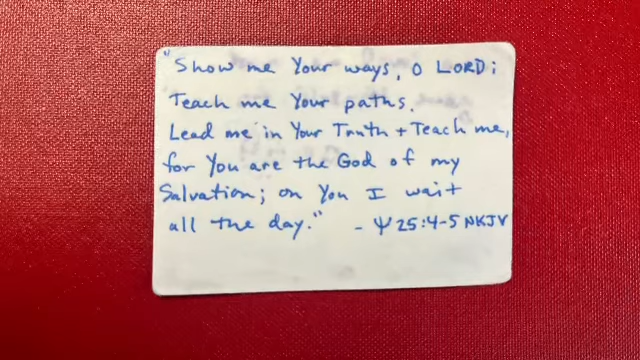 "Show me Your ways, O LORD;
Teach me Your paths.
Lead me in Your Truth + Teach me,
for You are the God of my
Salvation; on You I wait
all the day." - Ψ 25:4-5 NKJV